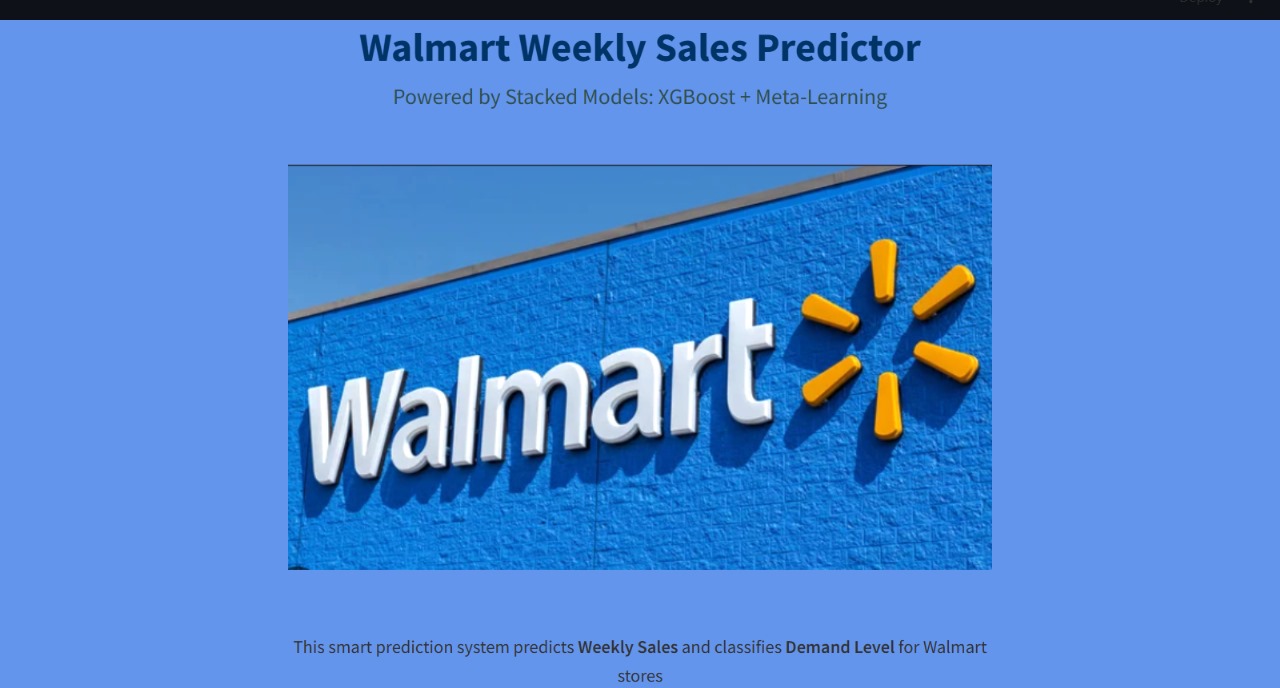 Walmart Weekly Sales Predictor
Powered by Stacked Models: XGBoost + Meta-Learning
Walmart
This smart prediction system predicts Weekly Sales and classifies Demand Level for Walmart
stores